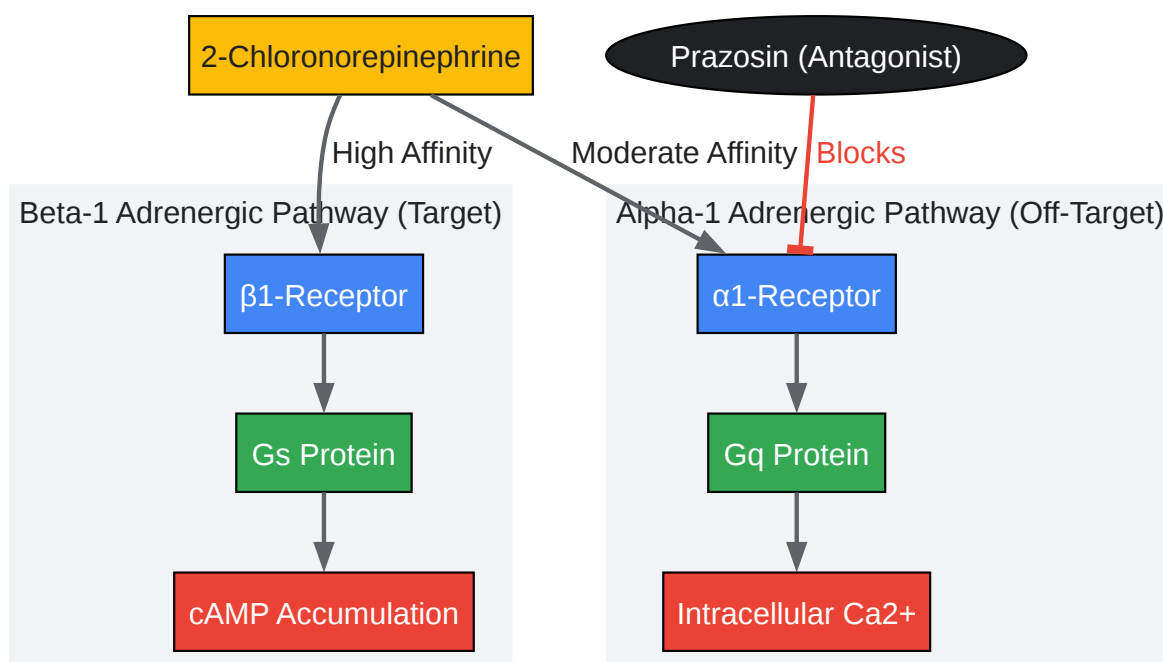 2-Chloronorepinephrine
Prazosin (Antagonist)
High Affinity
Moderate Affinity
Blocks
Beta-1 Adrenergic Pathway (Target)
Alpha-1 Adrenergic Pathway (Off-Target)
β1-Receptor
α1-Receptor
Gs Protein
Gq Protein
cAMP Accumulation
Intracellular Ca2+